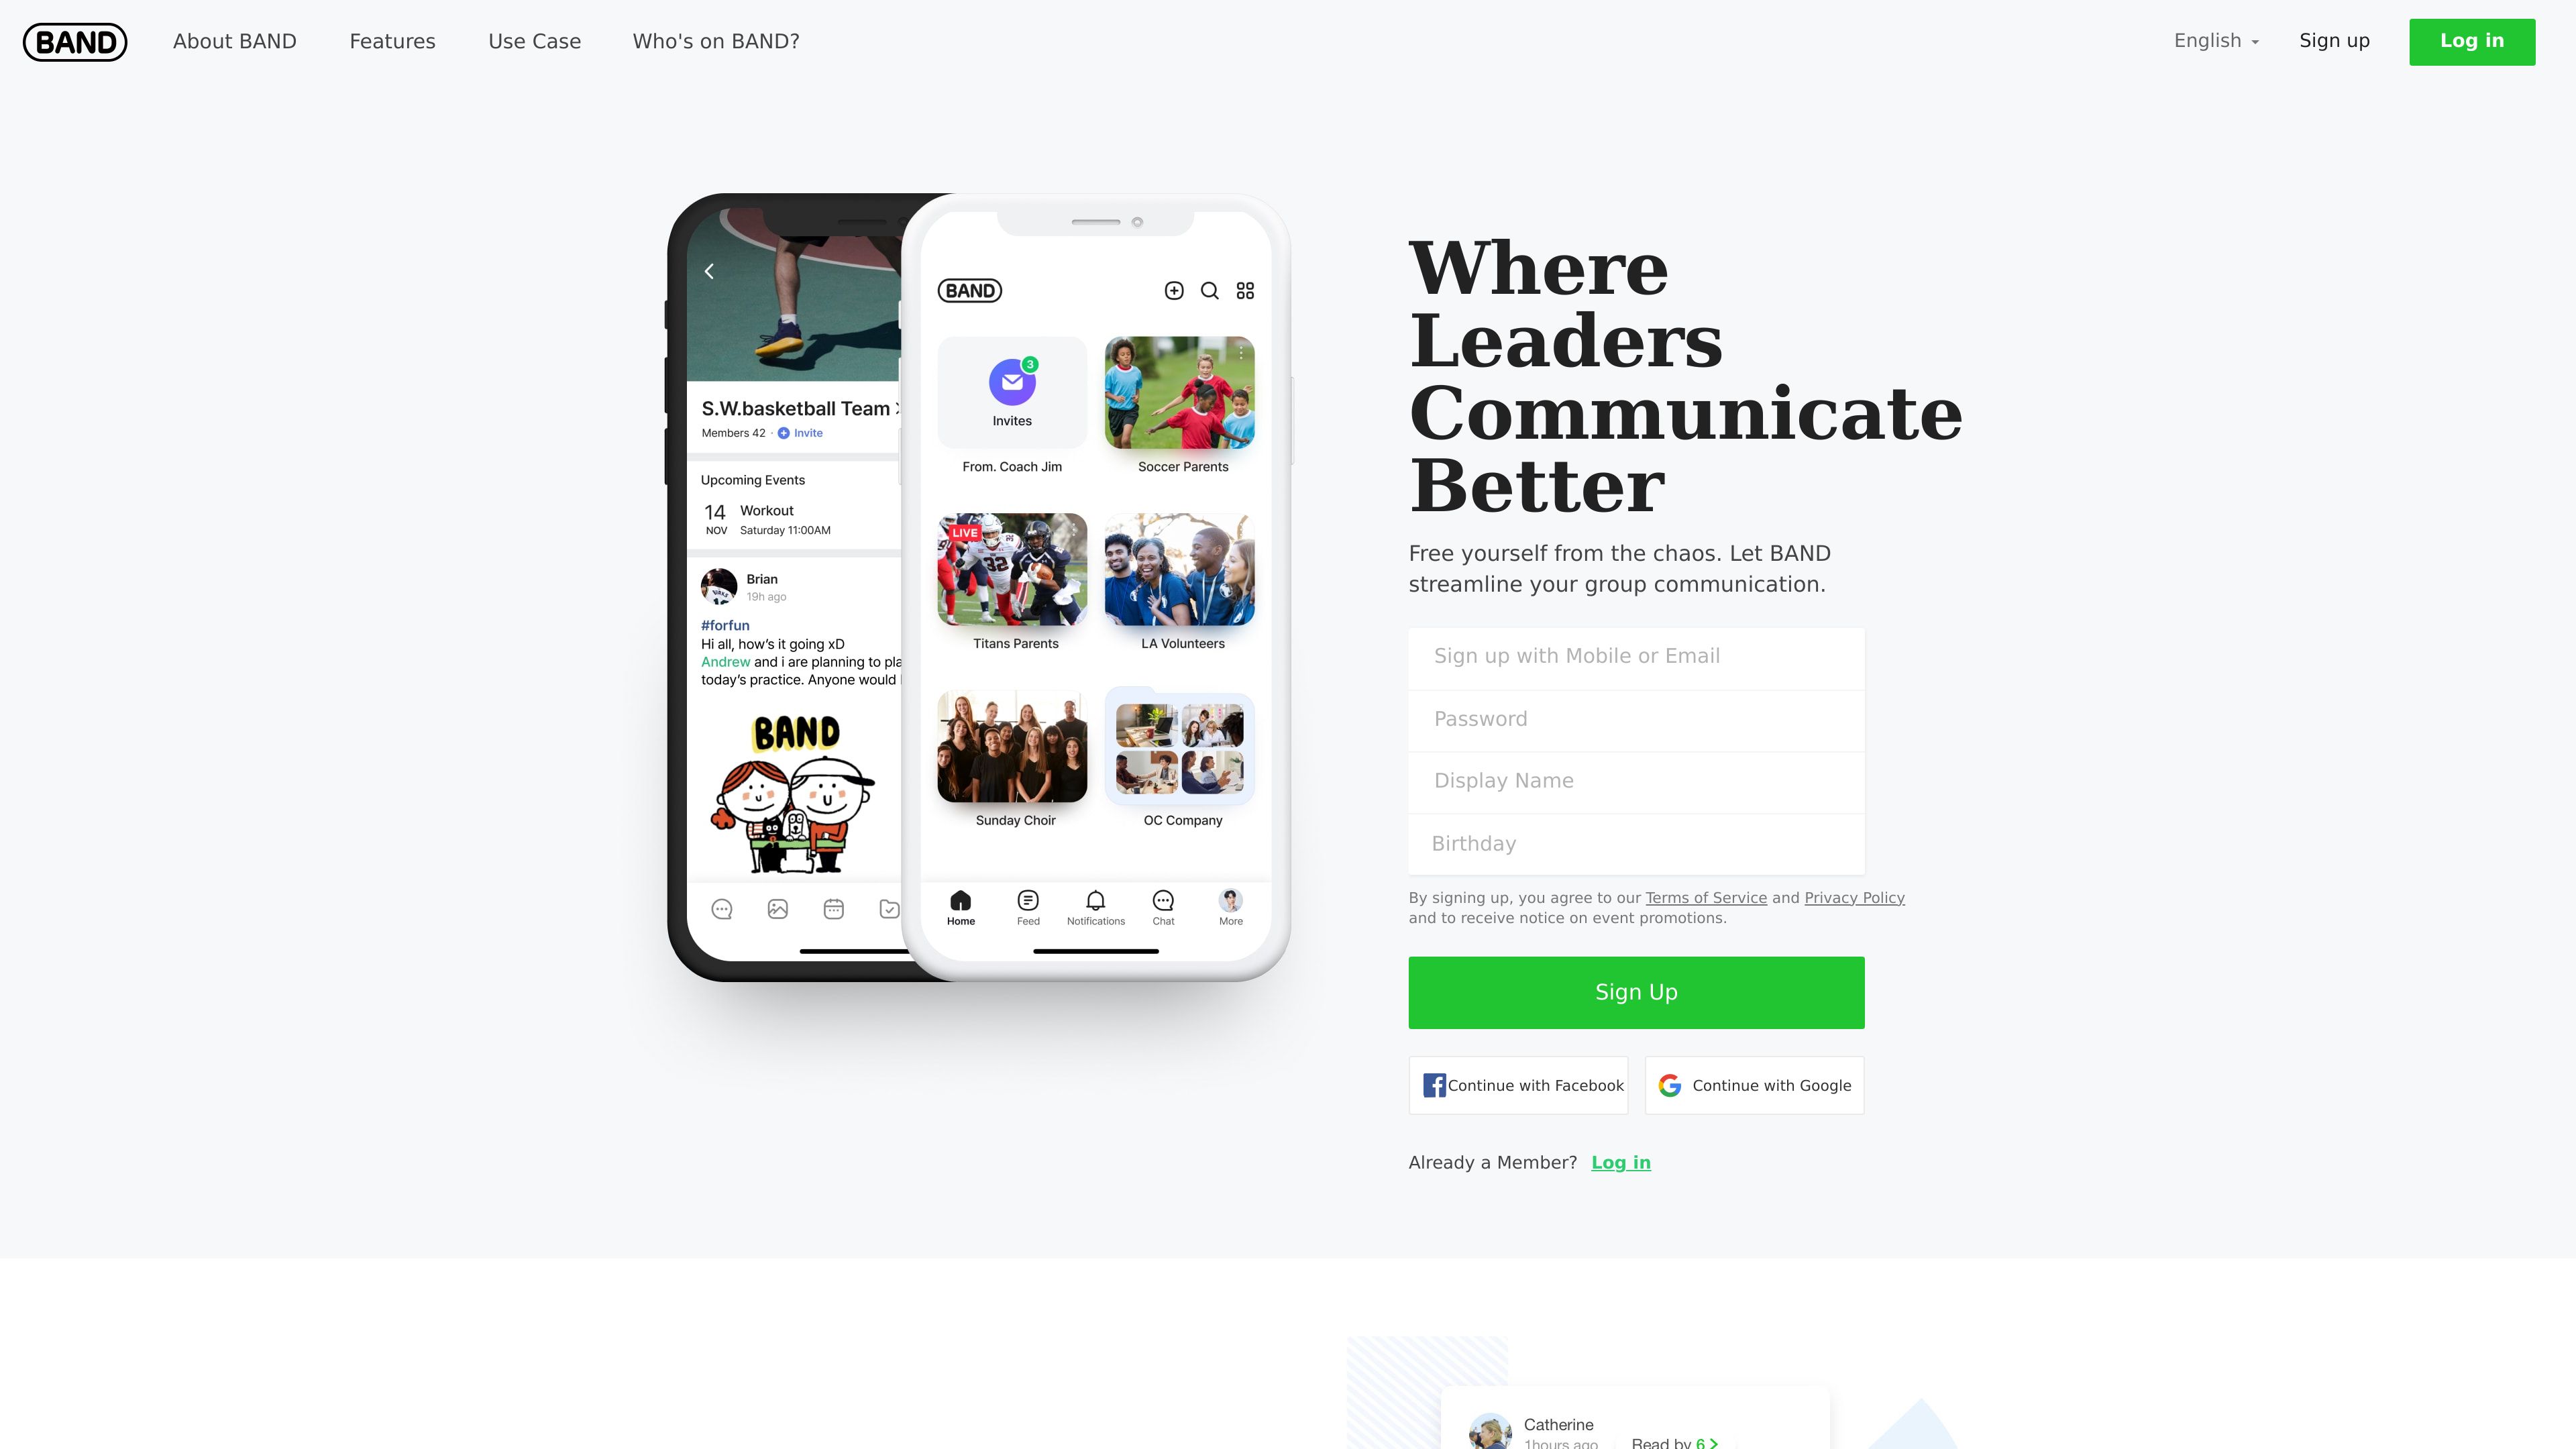 BAND
About BAND
Features
Use Case
Who's on BAND?
English
Sign up
Log in
S.W.basketball Team
Members 42 · Invite
Upcoming Events
14
NOV
Workout
Saturday 11:00AM
Brian
19h ago
#forfun
Hi all, how's it going xD
Andrew and i are planning to pla
today's practice. Anyone would
BAND
BAND
3
Invites
From. Coach Jim
Soccer Parents
LIVE
32
Titans Parents
LA Volunteers
Sunday Choir
OC Company
Home
Feed
Notifications
Chat
More
Where
Leaders
Communicate
Better
Free yourself from the chaos. Let BAND
streamline your group communication.
Sign up with Mobile or Email
Password
Display Name
Birthday
By signing up, you agree to our Terms of Service and Privacy Policy
and to receive notice on event promotions.
Sign Up
Continue with Facebook
Continue with Google
Already a Member? Log in
Catherine
1hours ago
Read by 6